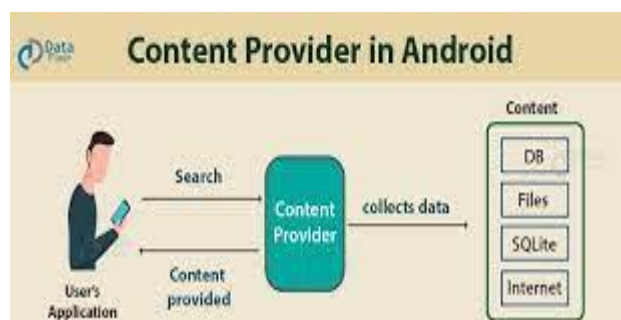 Data
Flair
Content Provider in Android
Content
Search
Content
Provider
collects data
DB
Files
SQLite
Internet
Content
provided
User's
Application